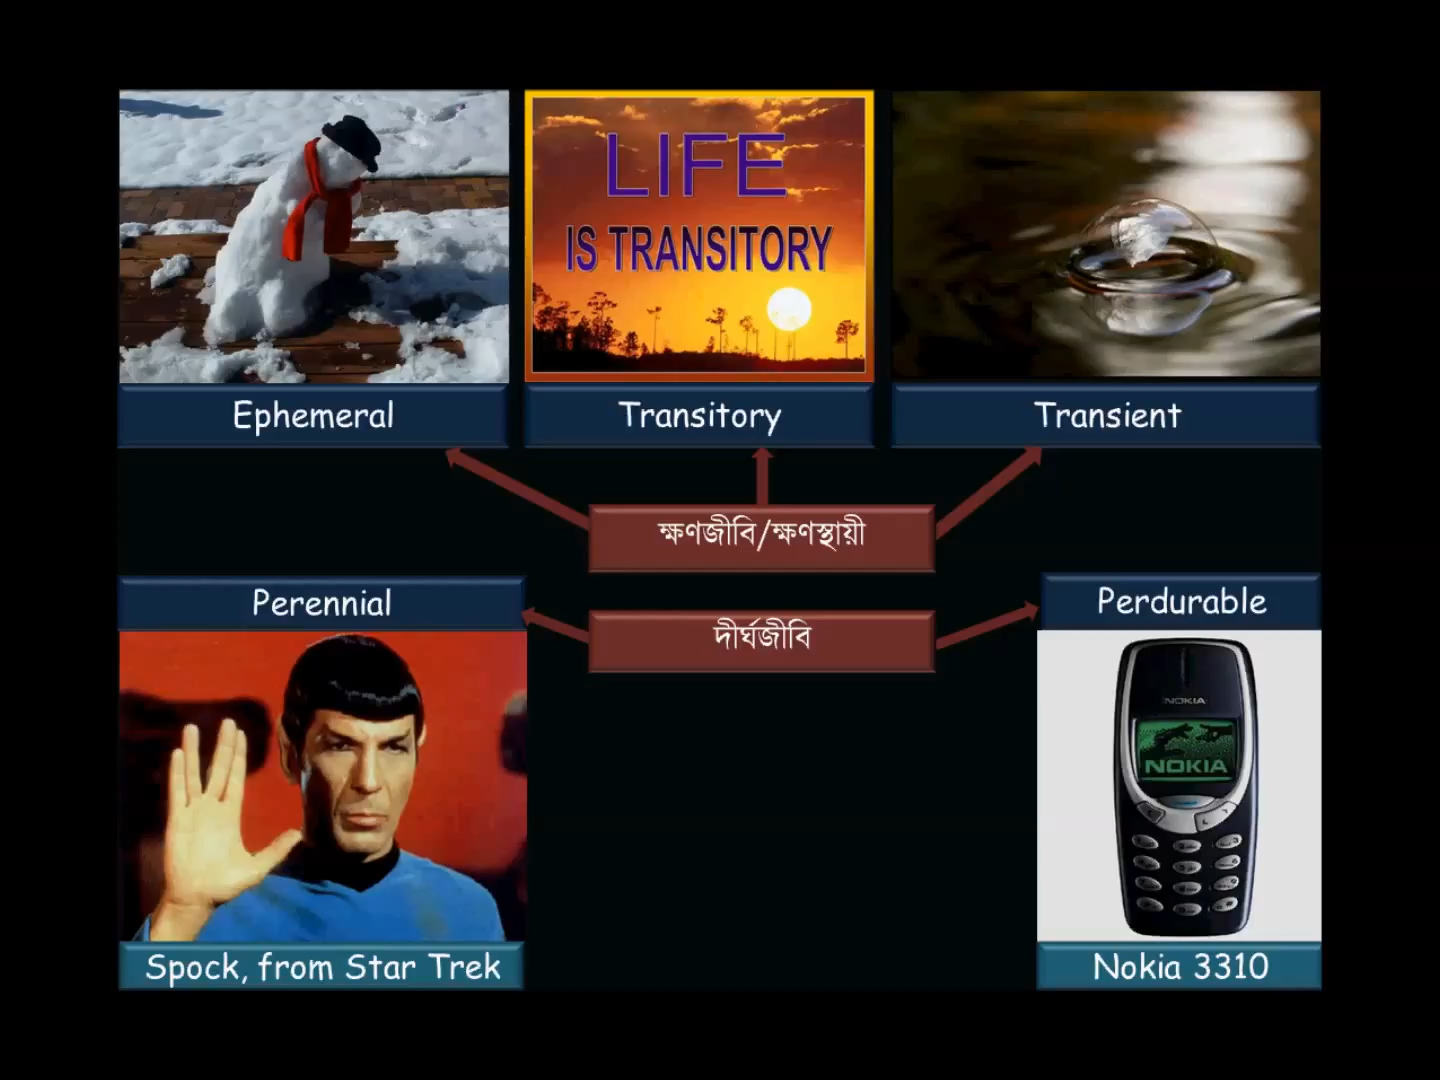 LIFE
IS TRANSITORY
Ephemeral
Transitory
Transient
ক্ষণজীবি/ক্ষণস্থায়ী
Perennial
দীর্ঘজীবি
Perdurable
NOKIA
NOKIA
Spock, from Star Trek
Nokia 3310